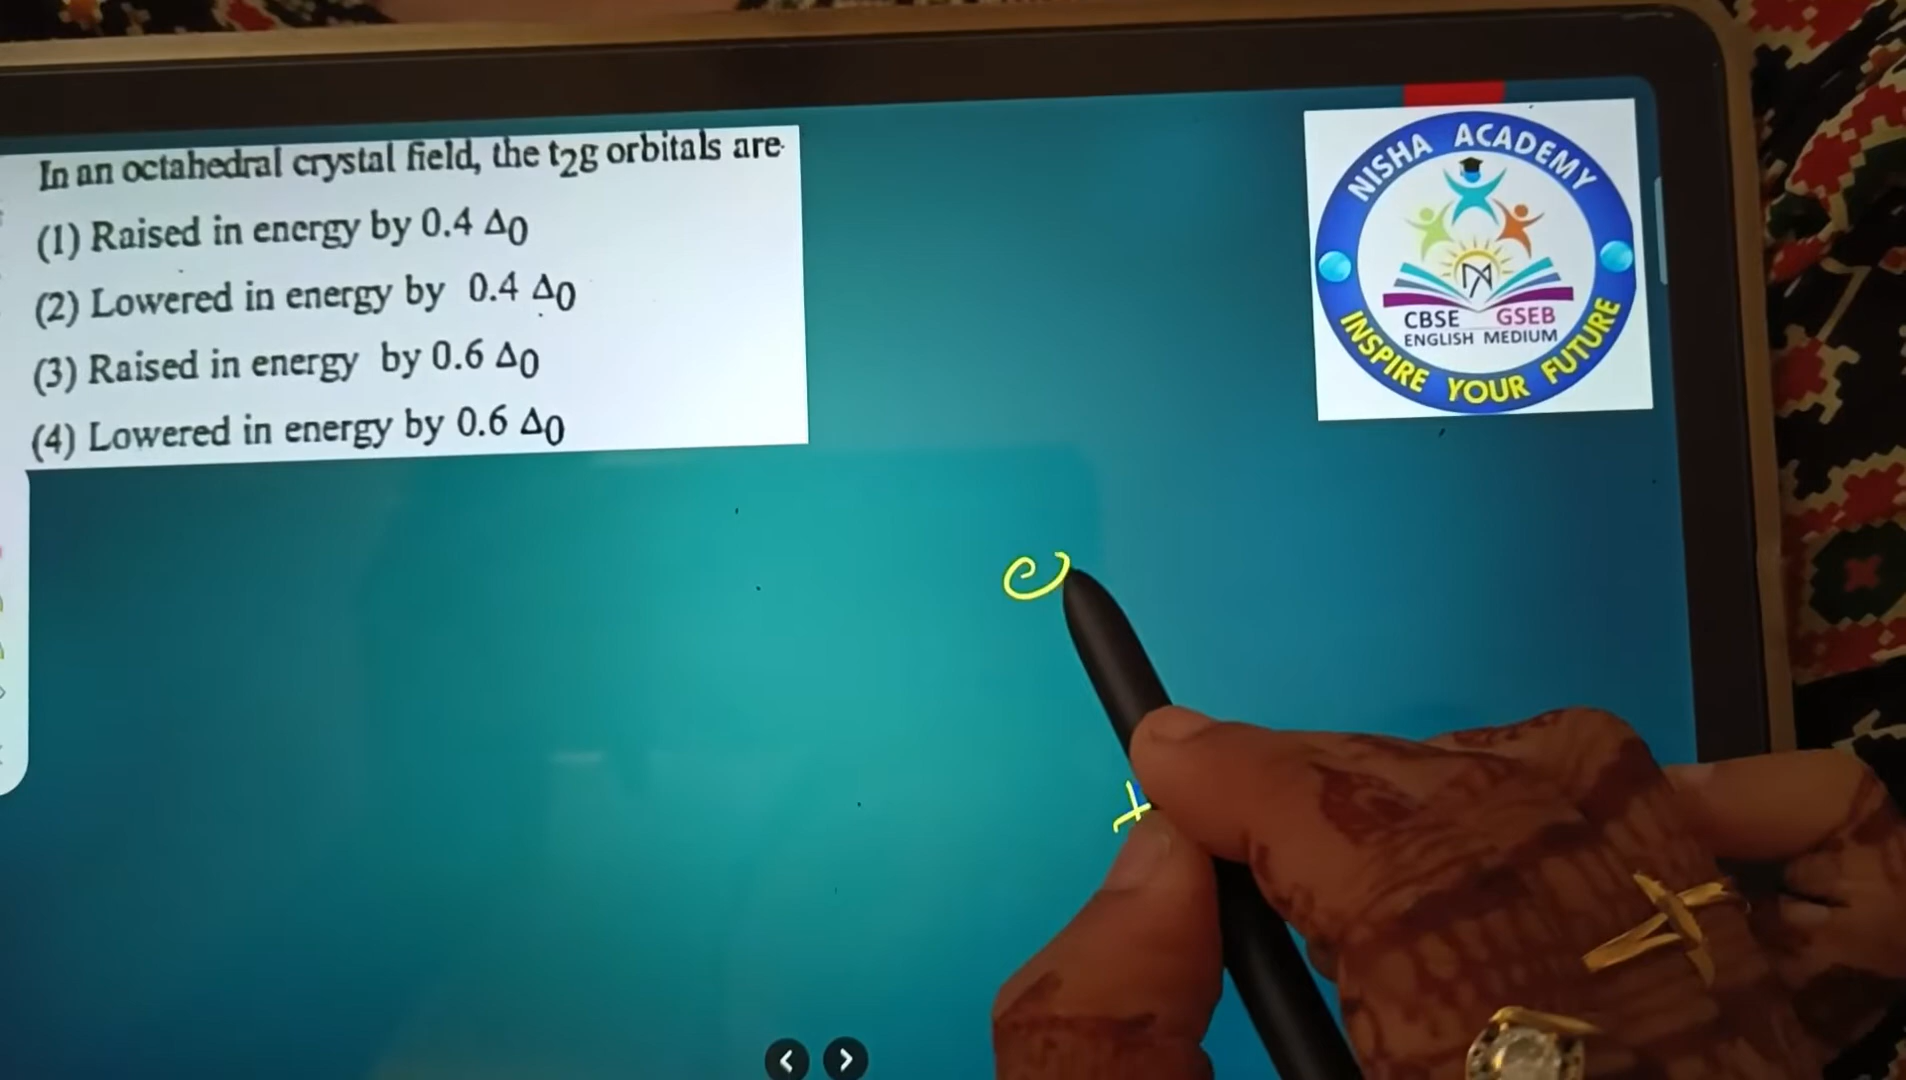 In an octahedral crystal field, the t2g orbitals are
(1) Raised in energy by 0.4 Δ0
(2) Lowered in energy by 0.4 Δ0
(3) Raised in energy by 0.6 Δ0
(4) Lowered in energy by 0.6 Δ0
NISHA ACADEMY
CBSE GSEB
ENGLISH MEDIUM
INSPIRE YOUR FUTURE
e